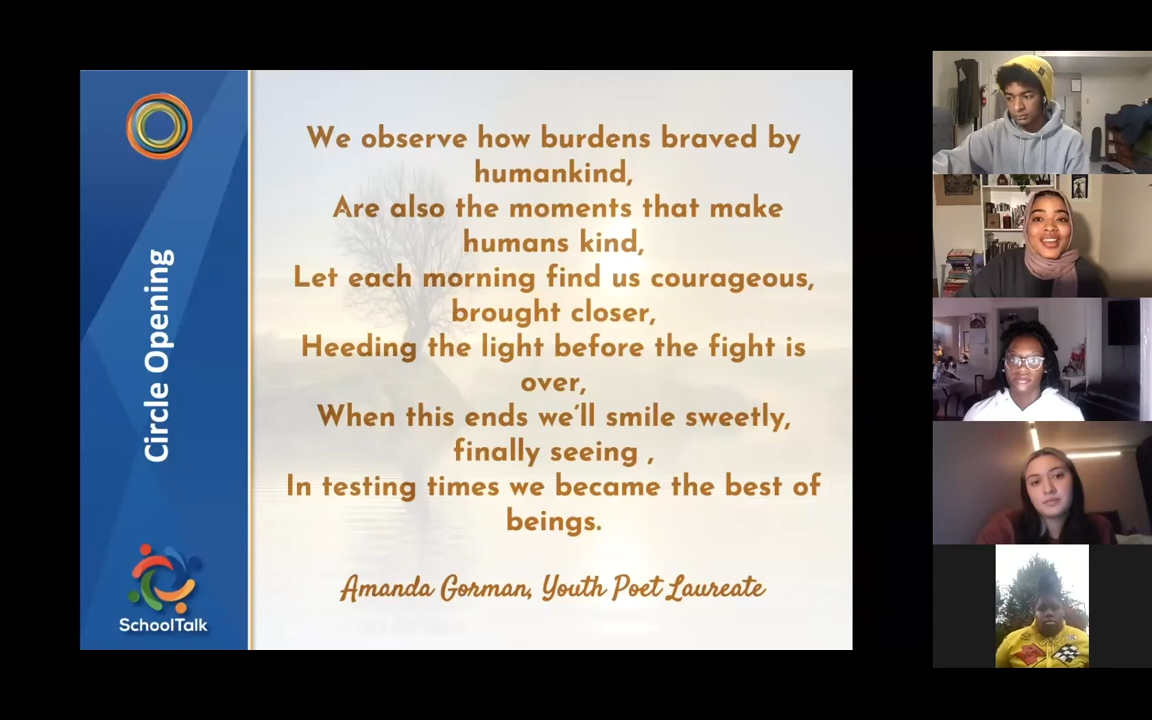 Circle Opening
SchoolTalk
We observe how burdens braved by
humankind,
Are also the moments that make
humans kind,
Let each morning find us courageous,
brought closer,
Heeding the light before the fight is
over,
When this ends we'll smile sweetly,
finally seeing ,
In testing times we became the best of
beings.
Amanda Gorman, Youth Poet Laureate